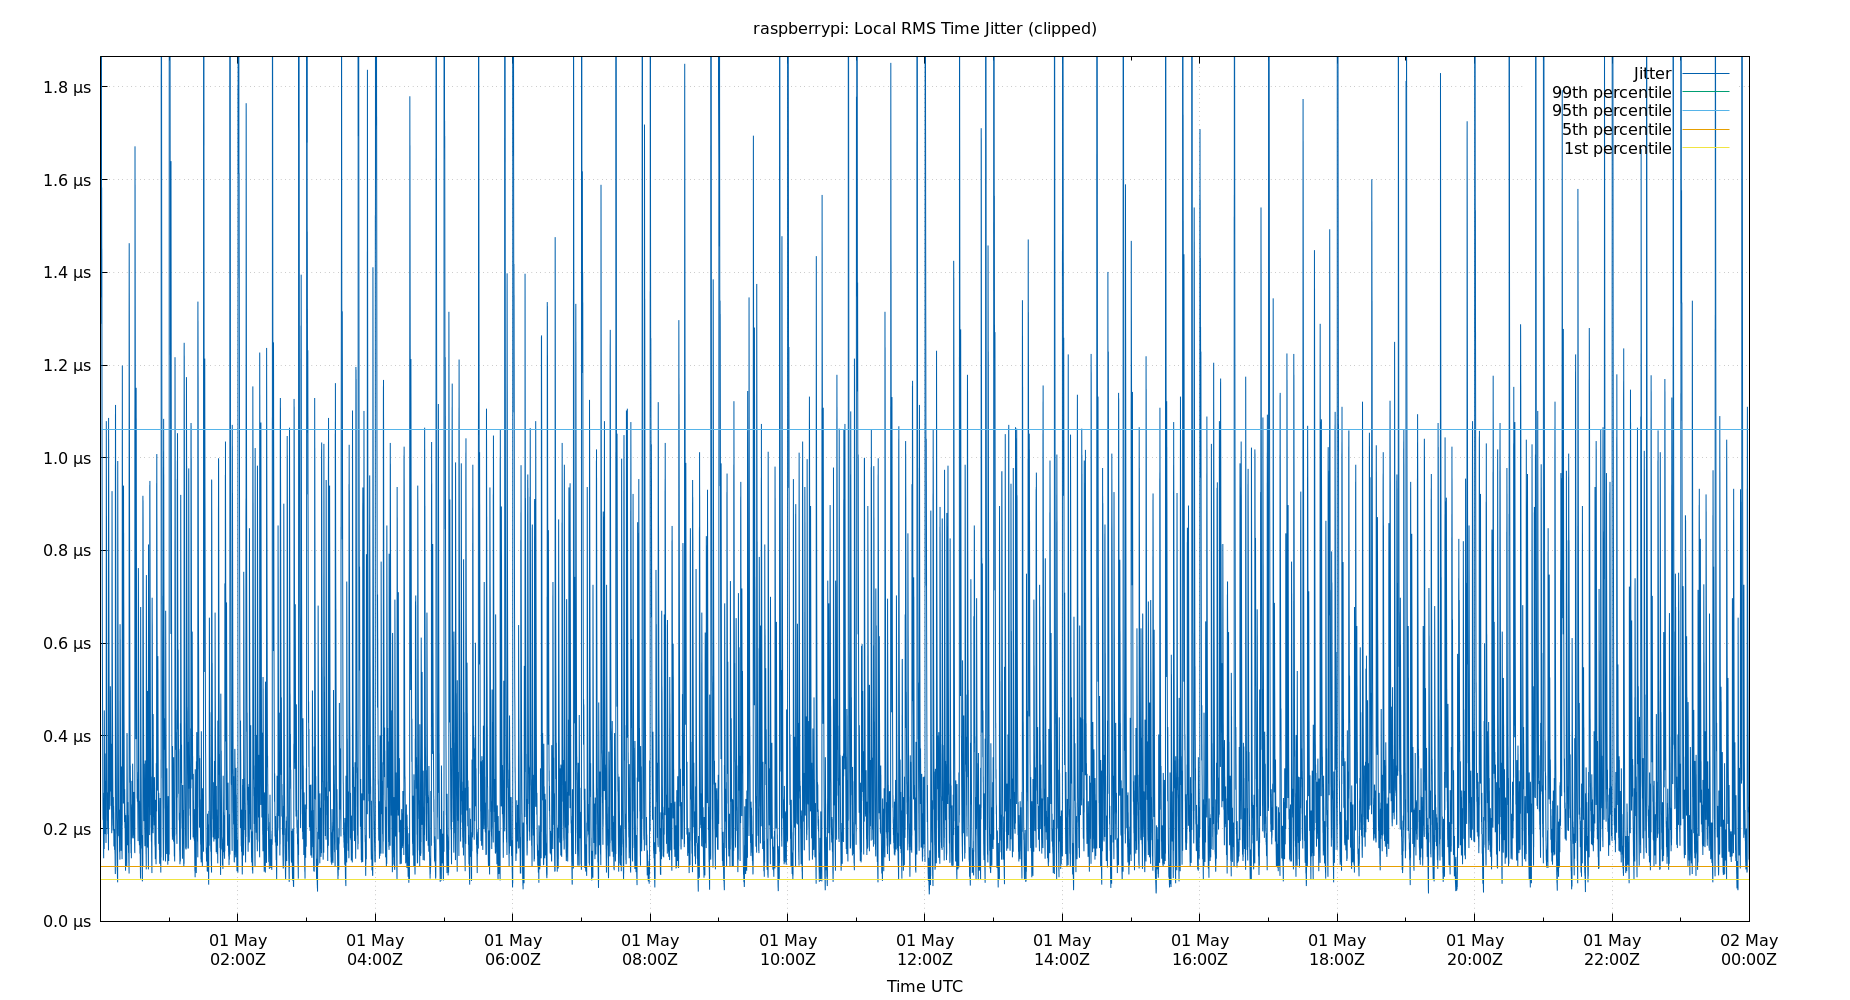 raspberrypi: Local RMS Time Jitter (clipped)
Jitter
99th percentile
95th percentile
5th percentile
1st percentile
1.8 µs
1.6 µs
1.4 µs
1.2 µs
1.0 µs
0.8 µs
0.6 µs
0.4 µs
0.2 µs
0.0 µs
01 May 01 May 01 May 01 May 01 May 01 May 01 May 01 May 01 May 01 May 01 May 02 May
02:00Z 04:00Z 06:00Z 08:00Z 10:00Z 12:00Z 14:00Z 16:00Z 18:00Z 20:00Z 22:00Z 00:00Z
Time UTC